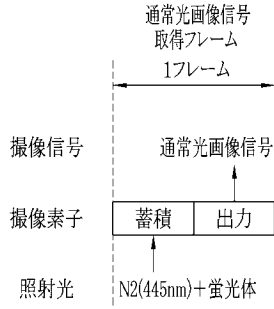 通常光画像信号
取得フレーム
1フレーム
撮像信号 通常光画像信号
撮像素子 蓄積 出力
照射光 N2(445nm)+蛍光体